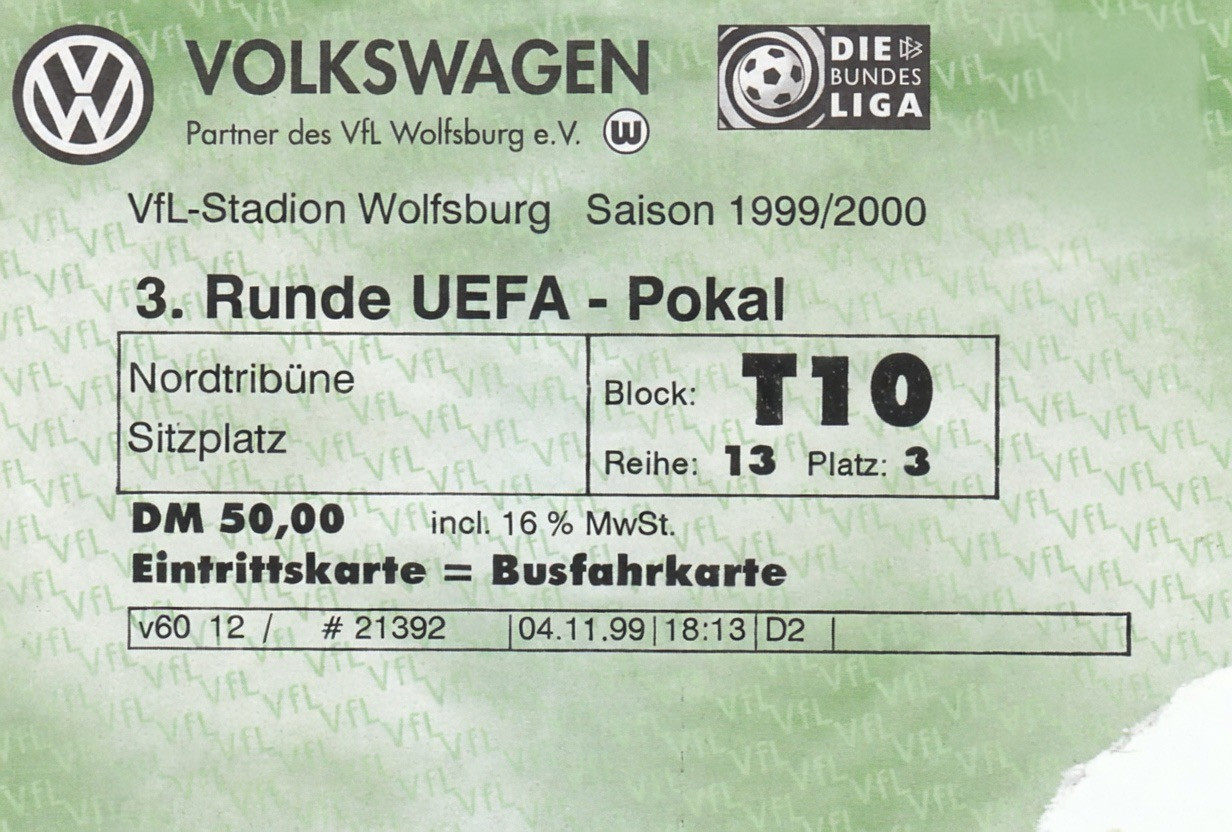 VOLKSWAGEN
Partner des VfL Wolfsburg e.V. W
DIE
BUNDES
LIGA
VfL-Stadion Wolfsburg Saison 1999/2000
3. Runde UEFA - Pokal
Nordtribüne
Sitzplatz
Block: T10
Reihe: 13 Platz: 3
DM 50,00 incl. 16 % MwSt.
Eintrittskarte = Busfahrkarte
v60 12 / # 21392 |04.11.99|18:13|D2 |